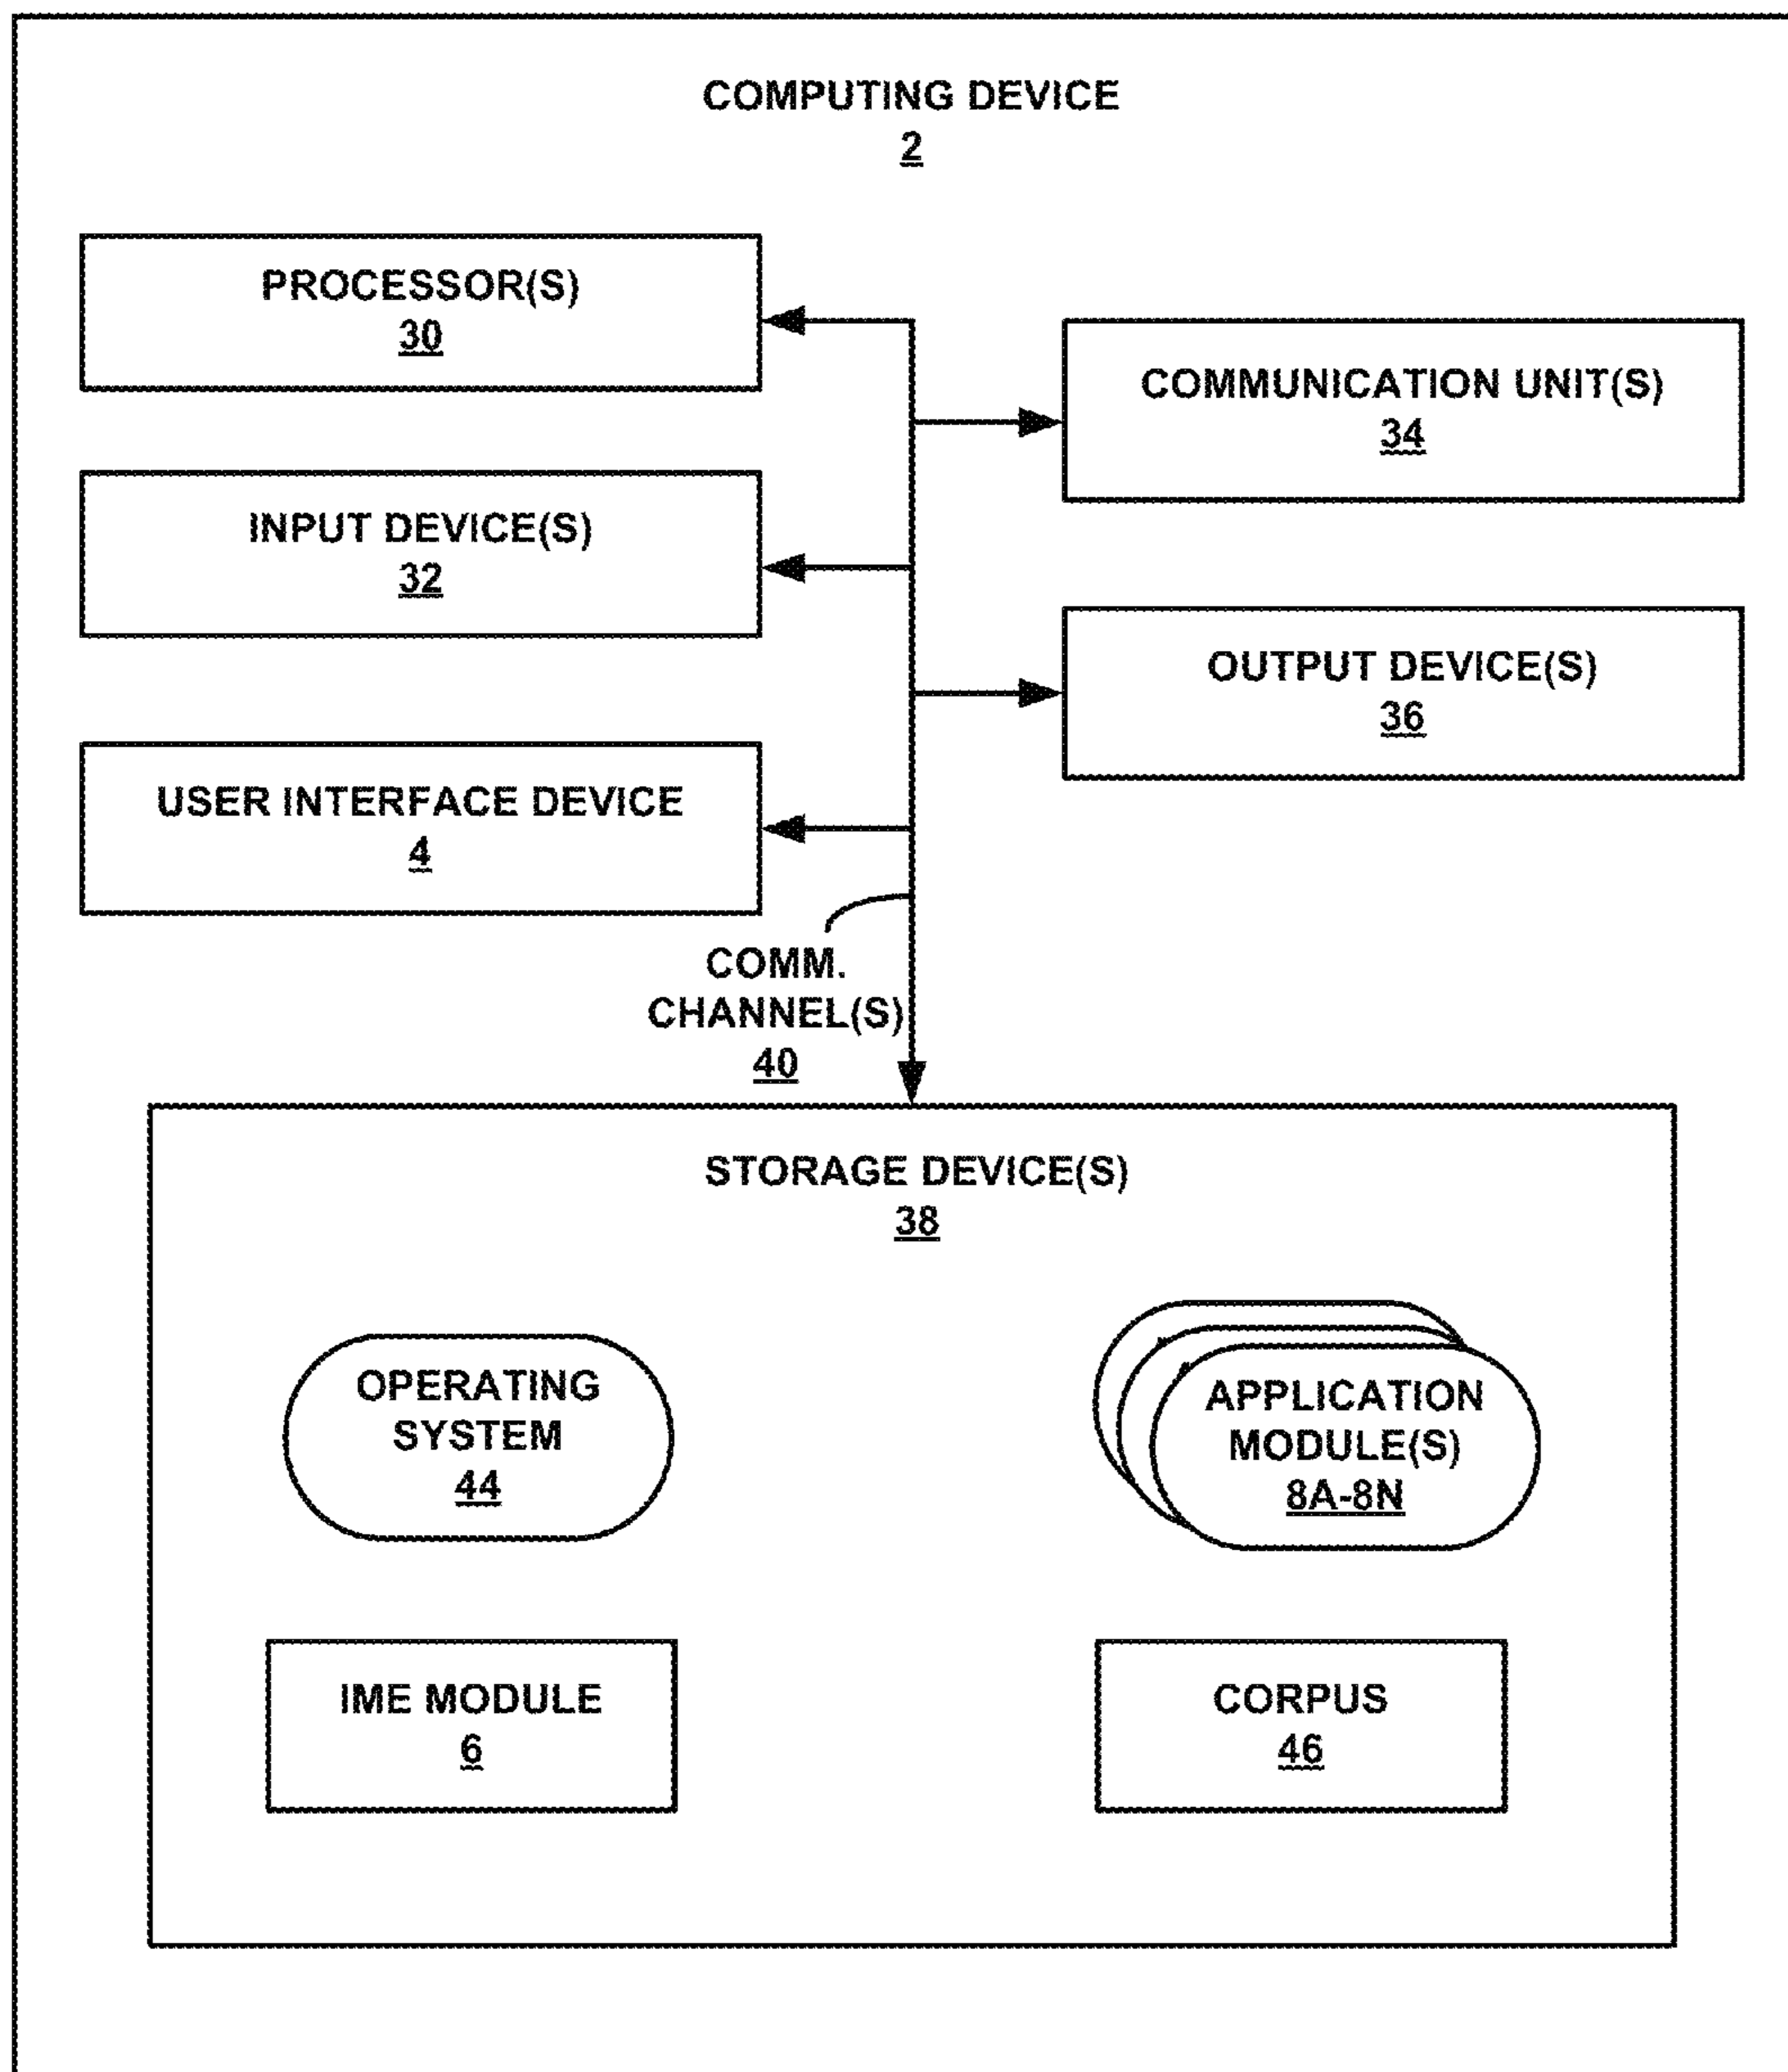 COMPUTING DEVICE
2
PROCESSOR(S)
30
COMMUNICATION UNIT(S)
34
INPUT DEVICE(S)
32
OUTPUT DEVICE(S)
36
USER INTERFACE DEVICE
4
COMM.
CHANNEL(S)
40
STORAGE DEVICE(S)
38
OPERATING
SYSTEM
44
APPLICATION
MODULE(S)
8A-8N
IME MODULE
6
CORPUS
46